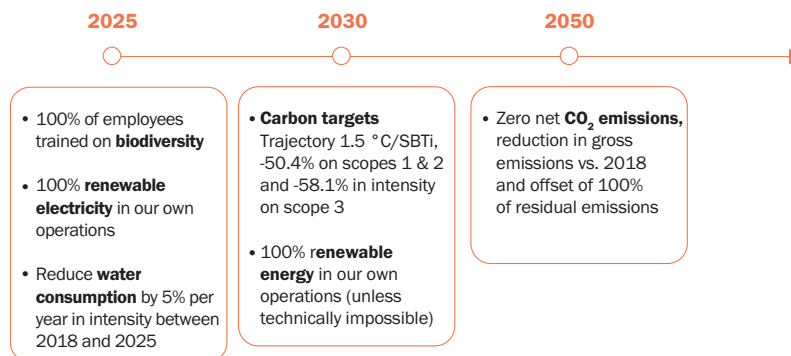 2025
2030
2050
• 100% of employees
trained on biodiversity
• 100% renewable
electricity in our own
operations
• Reduce water
consumption by 5% per
year in intensity between
2018 and 2025
• Carbon targets
Trajectory 1.5 °C/SBTi,
-50.4% on scopes 1 & 2
and -58.1% in intensity
on scope 3
• 100% renewable
energy in our own
operations (unless
technically impossible)
• Zero net CO₂ emissions,
reduction in gross
emissions vs. 2018
and offset of 100%
of residual emissions